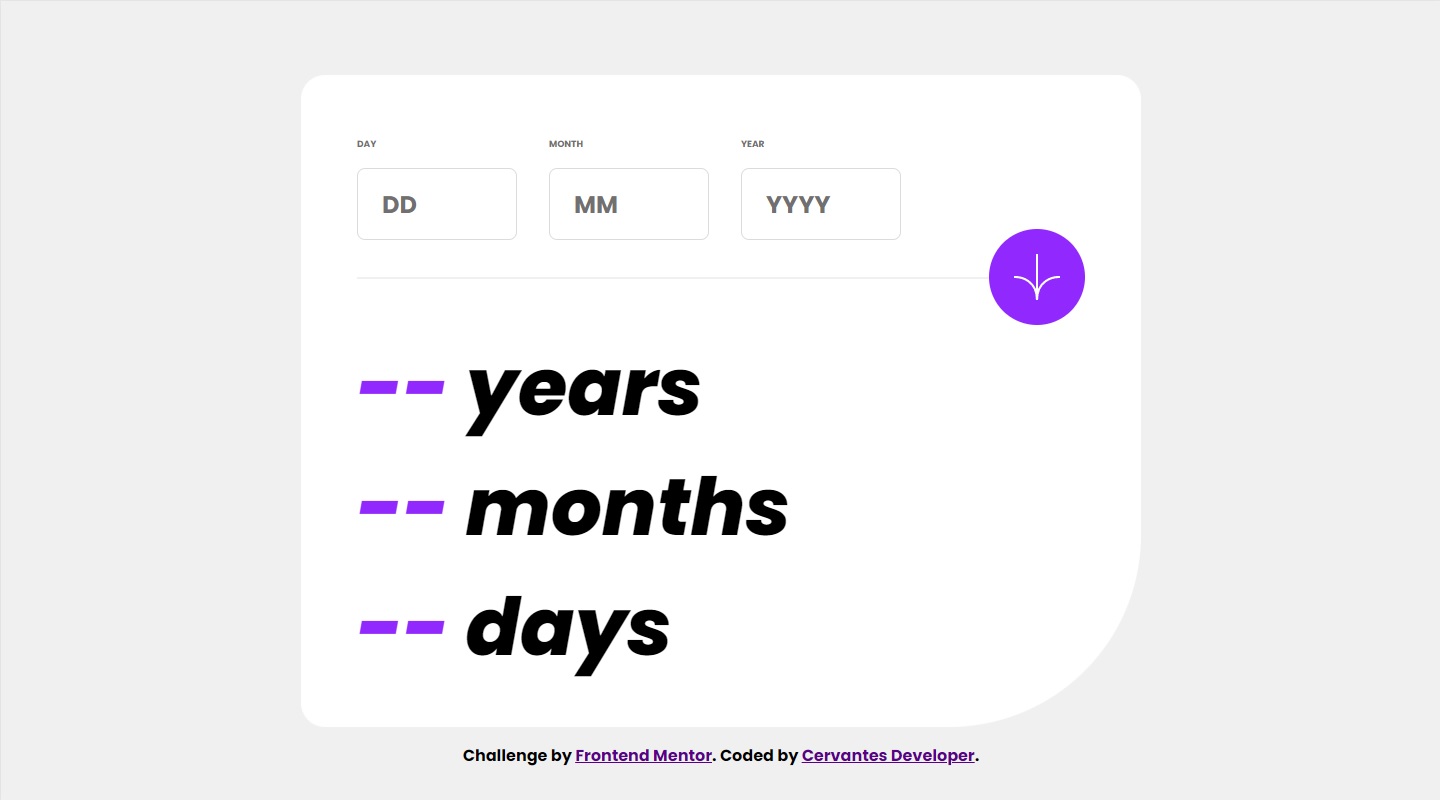 DAY MONTH YEAR
DD MM YYYY
-- years
-- months
-- days
Challenge by Frontend Mentor. Coded by Cervantes Developer.